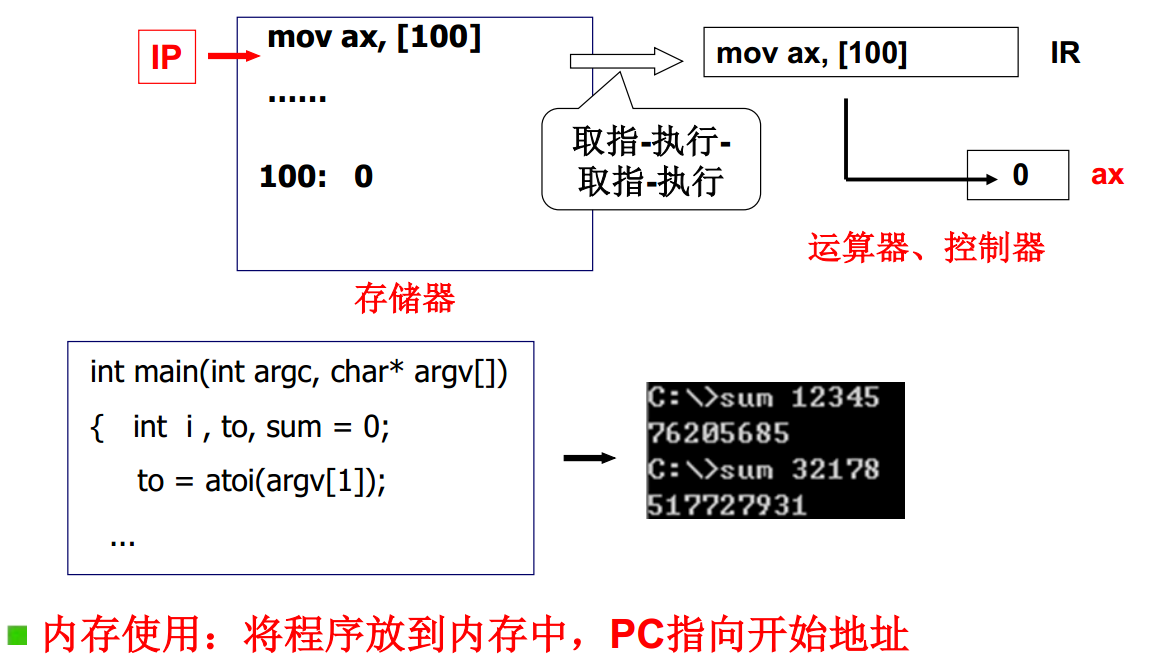 IP
mov ax, [100]
......
100: 0
存储器
取指-执行-
取指-执行
mov ax, [100]
IR
0
ax
运算器、控制器
int main(int argc, char* argv[])
{ int i , to, sum = 0;
to = atoi(argv[1]);
...
C:\>sum 12345
76205685
C:\>sum 32178
517727931
内存使用：将程序放到内存中，PC指向开始地址